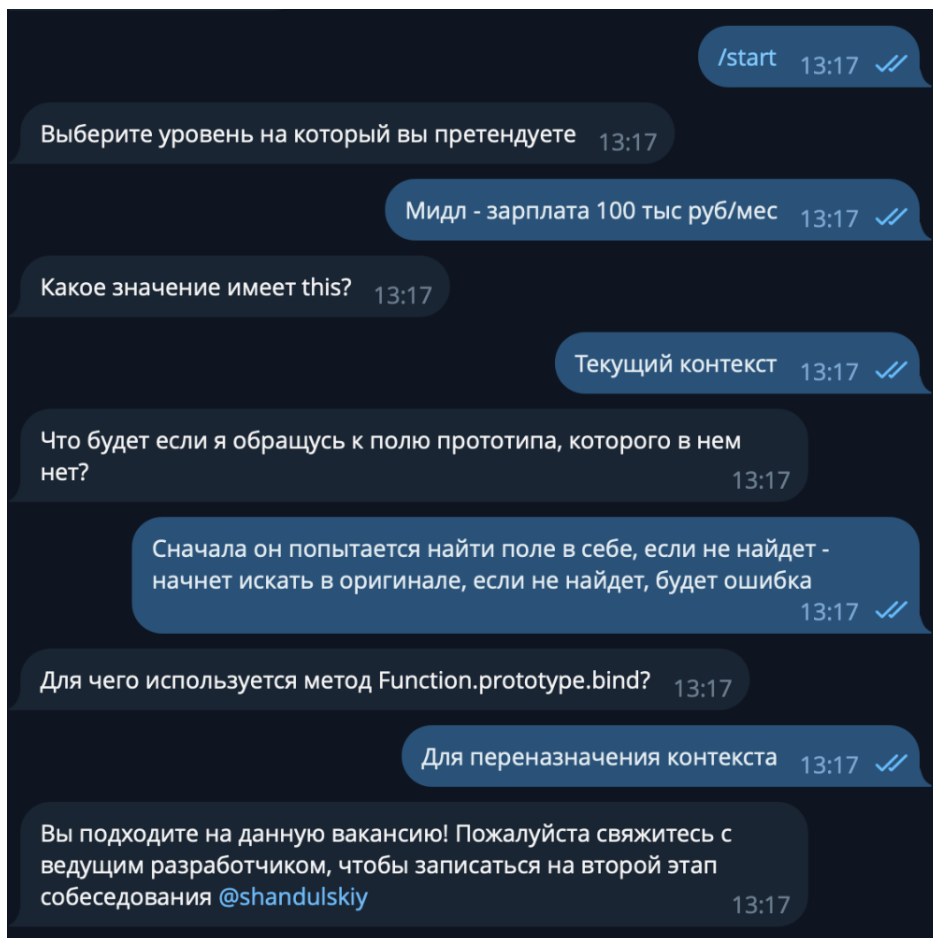 /start 13:17
Выберите уровень на который вы претендуете 13:17
Мидл - зарплата 100 тыс руб/мес 13:17
Какое значение имеет this? 13:17
Текущий контекст 13:17
Что будет если я обращусь к полю прототипа, которого в нем
нет? 13:17
Сначала он попытается найти поле в себе, если не найдет -
начнет искать в оригинале, если не найдет, будет ошибка
13:17
Для чего используется метод Function.prototype.bind? 13:17
Для переназначения контекста 13:17
Вы подходите на данную вакансию! Пожалуйста свяжитесь с
ведущим разработчиком, чтобы записаться на второй этап
собеседования @shandulskiy 13:17